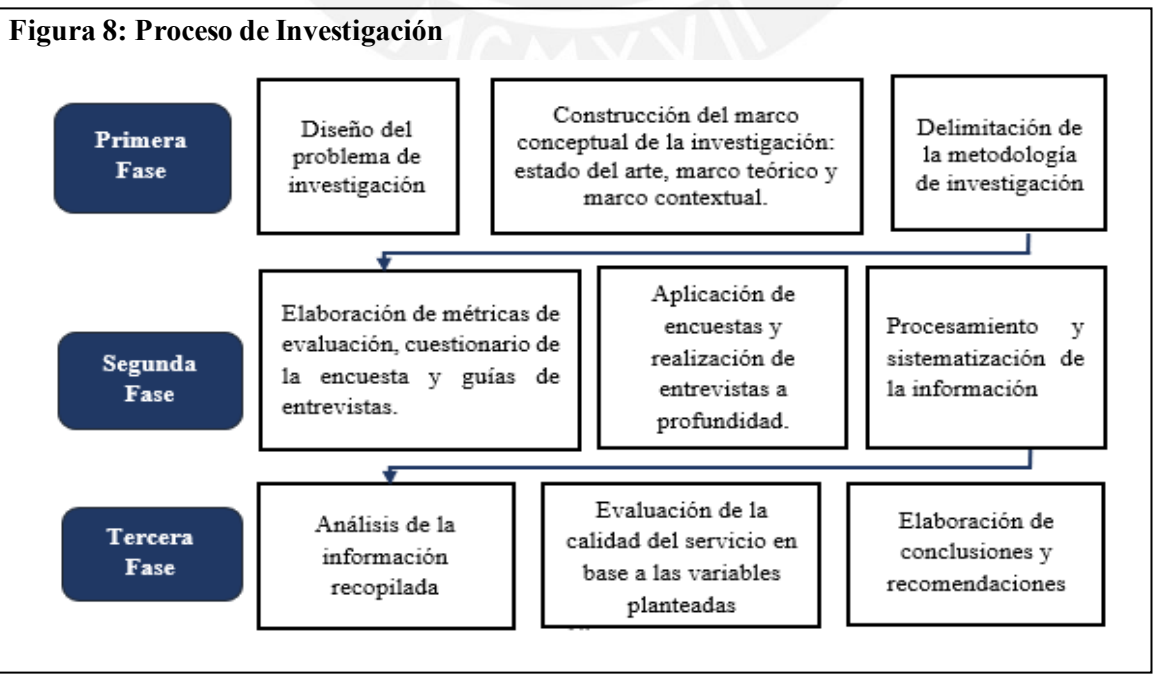 Figura 8: Proceso de Investigación
Primera
Fase
Diseño del
problema de
investigación
Construcción del marco
conceptual de la investigación:
estado del arte, marco teórico y
marco contextual.
Delimitación de
la metodología
de investigación
Segunda
Fase
Elaboración de métricas de
evaluación, cuestionario de
la encuesta y guías de
entrevistas.
Aplicación de
encuestas y
realización de
entrevistas a
profundidad.
Procesamiento y
sistematización de
la información
Tercera
Fase
Análisis de la
información
recopilada
Evaluación de la
calidad del servicio en
base a las variables
planteadas
Elaboración de
conclusiones y
recomendaciones